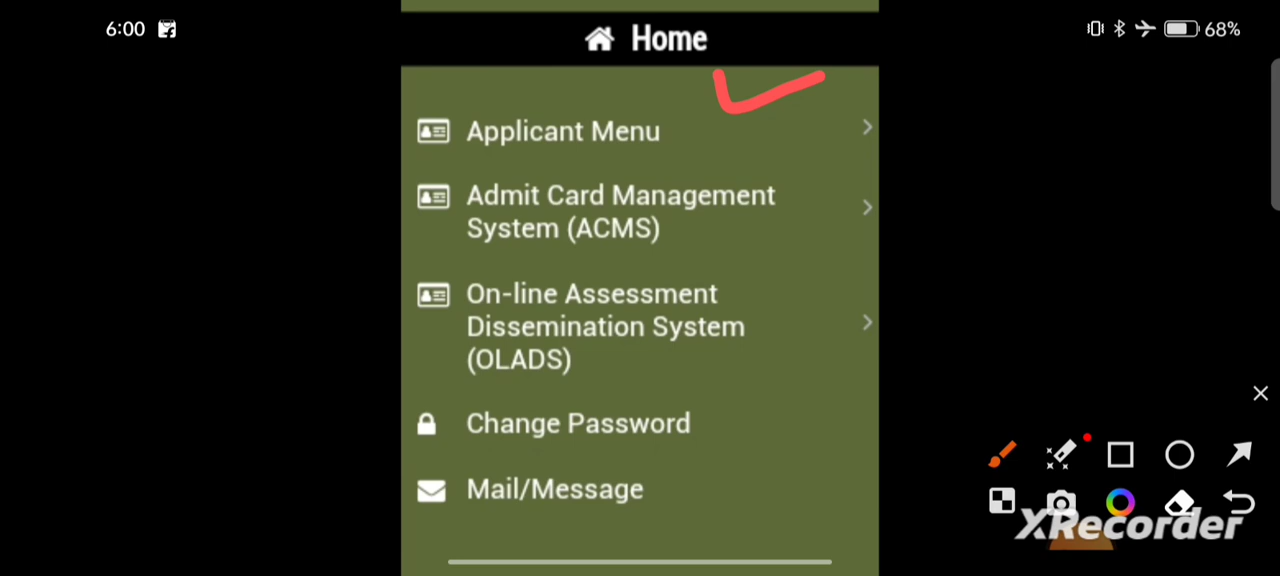 6:00
68%
Home
Applicant Menu
Admit Card Management
System (ACMS)
On-line Assessment
Dissemination System
(OLADS)
Change Password
Mail/Message
XRecorder